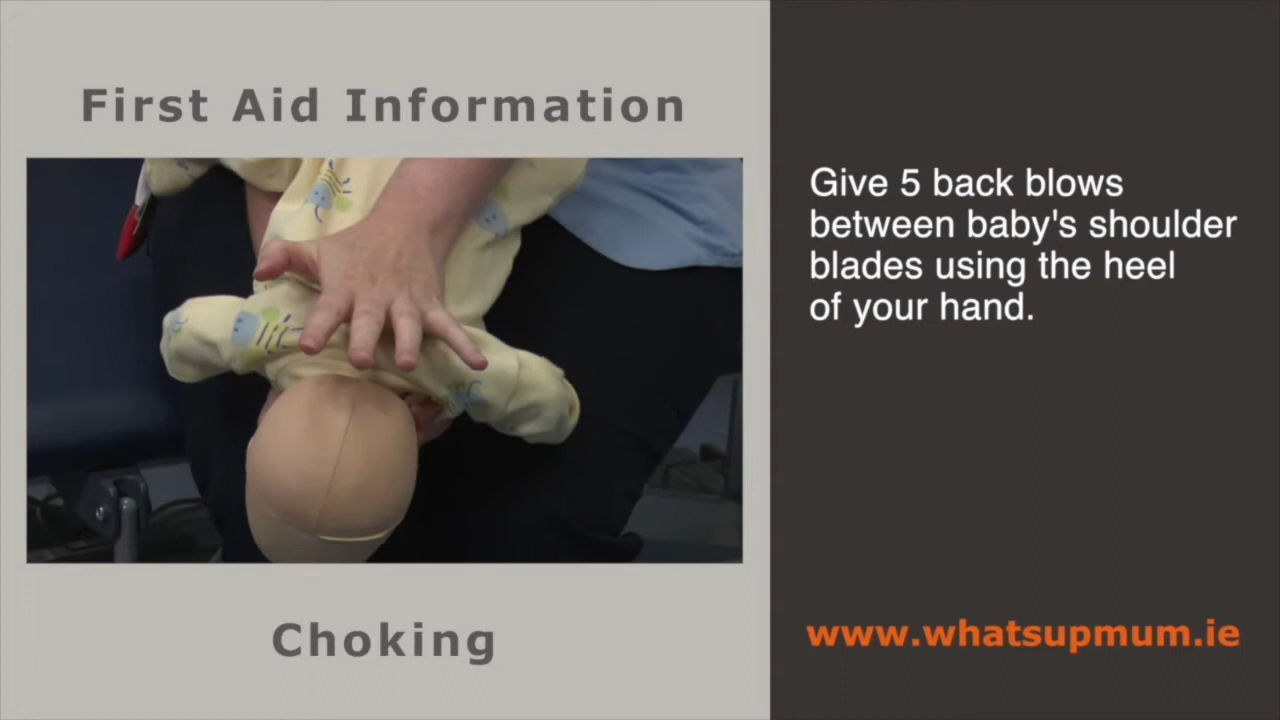 First Aid Information
Give 5 back blows
between baby's shoulder
blades using the heel
of your hand.
Choking
www.whatsupmum.ie